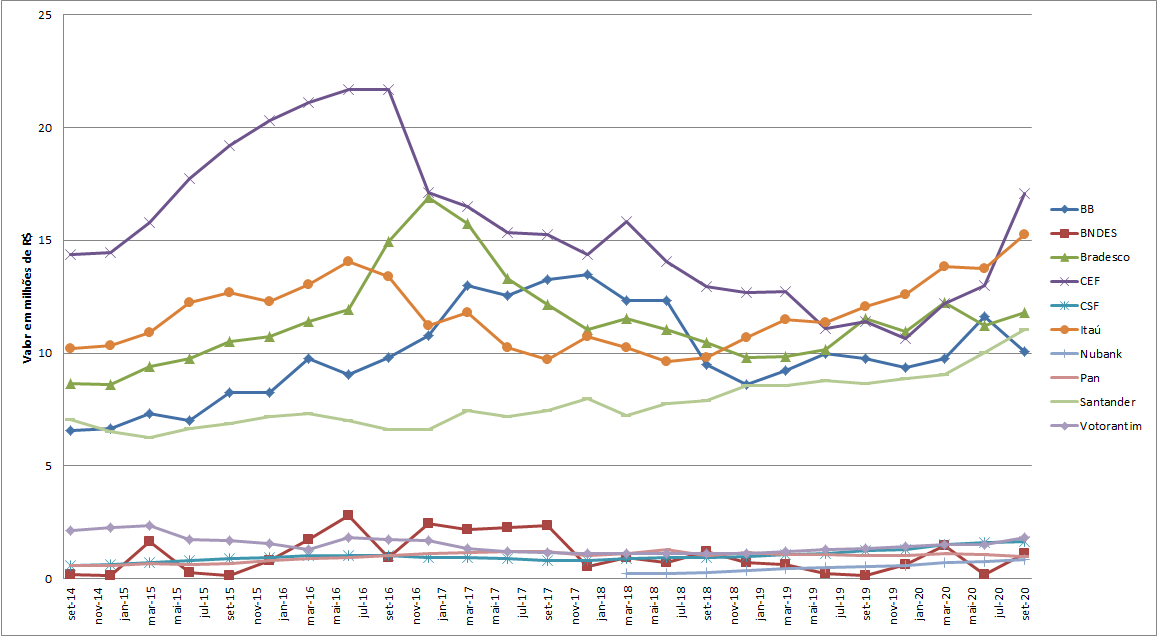 25
20
15
10
5
0
Valor em milhões de R$
set-14
nov-14
jan-15
mar-15
mai-15
jul-15
set-15
nov-15
jan-16
mar-16
mai-16
jul-16
set-16
nov-16
jan-17
mar-17
mai-17
jul-17
set-17
nov-17
jan-18
mar-18
mai-18
jul-18
set-18
nov-18
jan-19
mar-19
mai-19
jul-19
set-19
nov-19
jan-20
mar-20
mai-20
jul-20
set-20
BB
BNDES
Bradesco
CEF
CSF
Itaú
Nubank
Pan
Santander
Votorantim